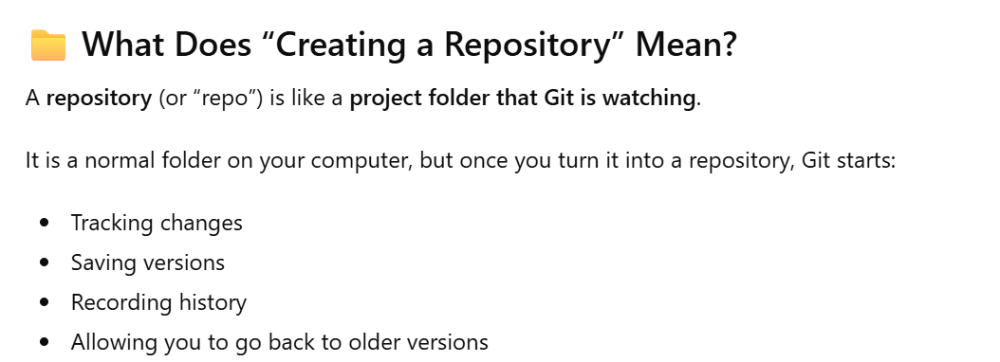 What Does “Creating a Repository” Mean?
A repository (or “repo”) is like a project folder that Git is watching.
It is a normal folder on your computer, but once you turn it into a repository, Git starts:
• Tracking changes
• Saving versions
• Recording history
• Allowing you to go back to older versions